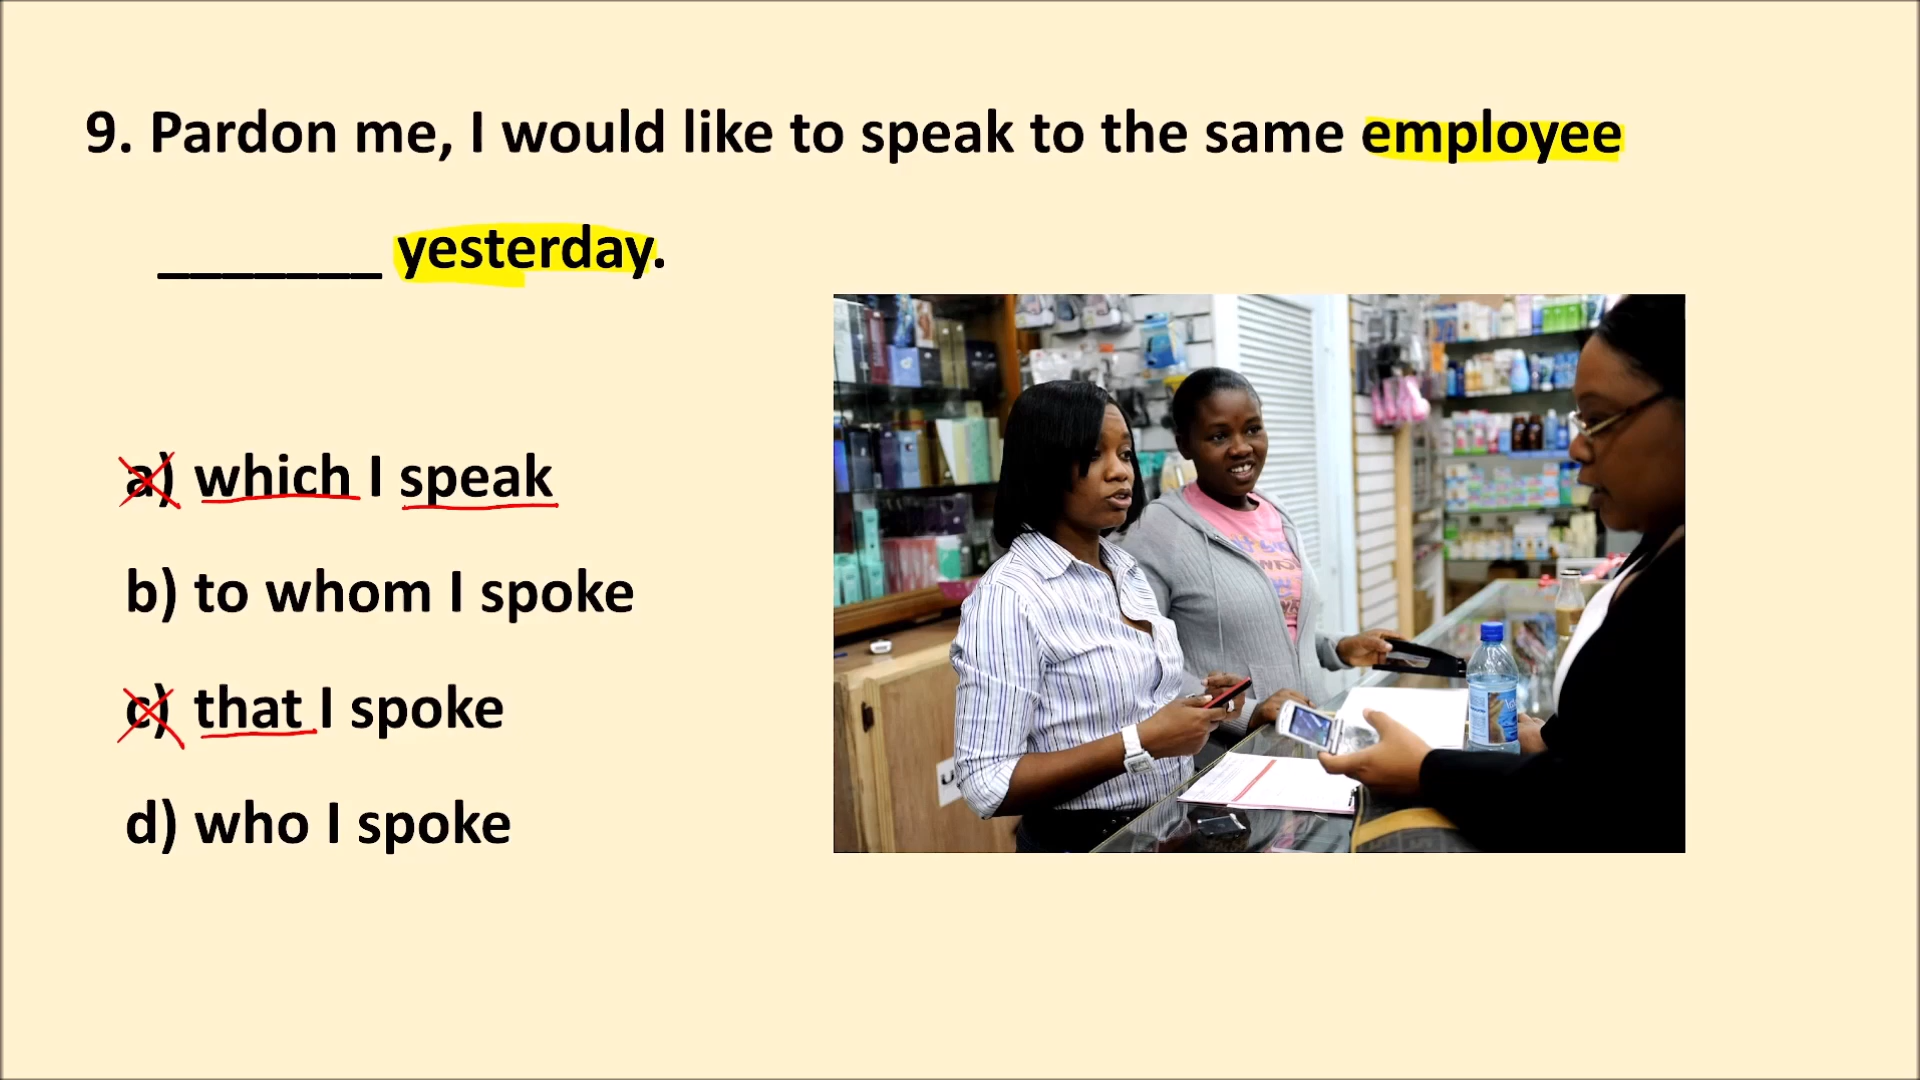 9. Pardon me, I would like to speak to the same employee
_______ yesterday.
a) which I speak
b) to whom I spoke
c) that I spoke
d) who I spoke